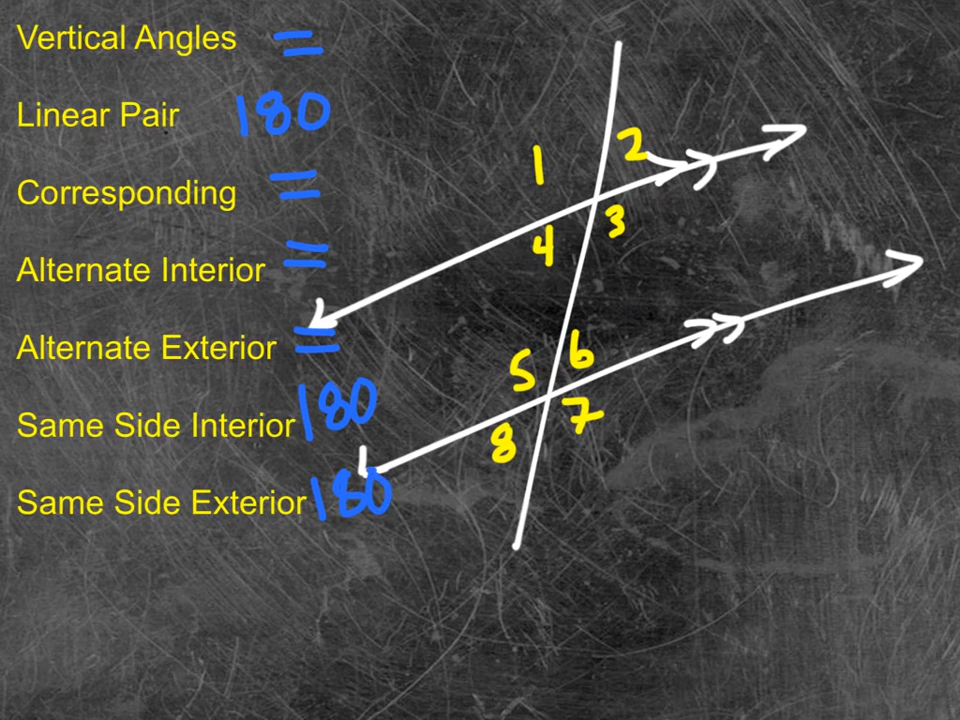 Vertical Angles =
Linear Pair 180
Corresponding =
Alternate Interior =
Alternate Exterior =
Same Side Interior 180
Same Side Exterior 180
1 2
4 3
5 6
8 7